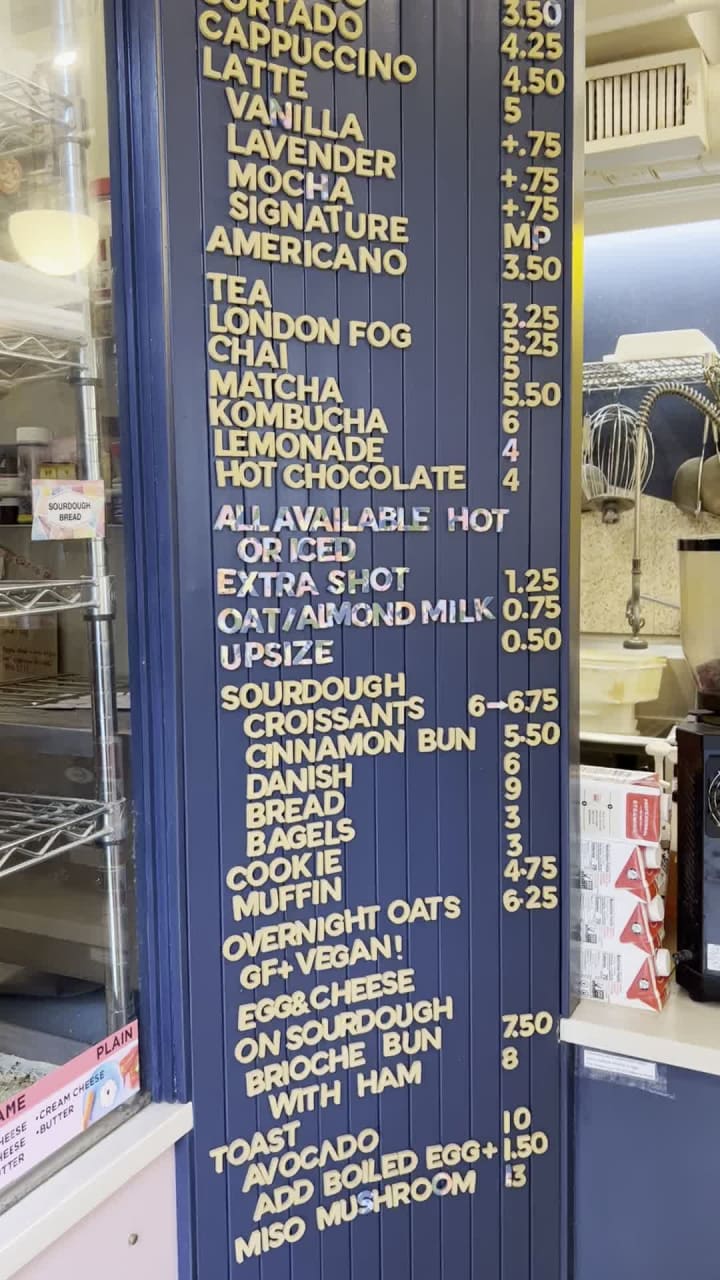 3.50
CORTADO 4.25
CAPPUCCINO 4.50
LATTE 5
VANILLA +.75
LAVENDER +.75
MOCHA +.75
SIGNATURE MP
AMERICANO 3.50
TEA 3.25
LONDON FOG 5.25
CHAI 5
MATCHA 5.50
KOMBUCHA 6
LEMONADE 4
HOT CHOCOLATE 4
ALL AVAILABLE HOT
OR ICED
EXTRA SHOT 1.25
OAT/ALMOND MILK 0.75
UPSIZE 0.50
SOURDOUGH
CROISSANTS 6→6.75
CINNAMON BUN 5.50
DANISH 6
BREAD 9
BAGELS 3
COOKIE 3
MUFFIN 4.75
OVERNIGHT OATS 6.25
GF+VEGAN!
EGG&CHEESE
ON SOURDOUGH 7.50
BRIOCHE BUN 8
WITH HAM
TOAST
AVOCADO 10
ADD BOILED EGG +1.50
MISO MUSHROOM 13
SOURDOUGH
BREAD
PLAIN
•CREAM CHEESE
•BUTTER